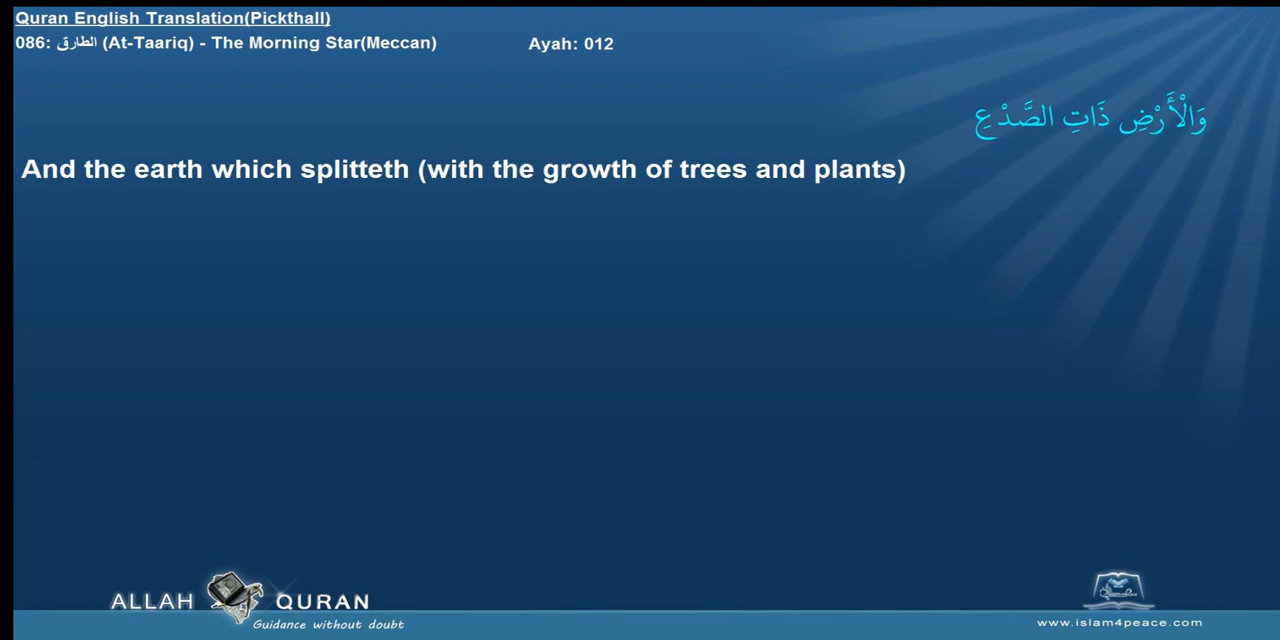 Quran English Translation(Pickthall)
086: الطارق (At-Taariq) - The Morning Star(Meccan) Ayah: 012
وَالْأَرْضِ ذَاتِ الصَّدْعِ
And the earth which splitteth (with the growth of trees and plants)
ALLAH QURAN
Guidance without doubt
www.islam4peace.com